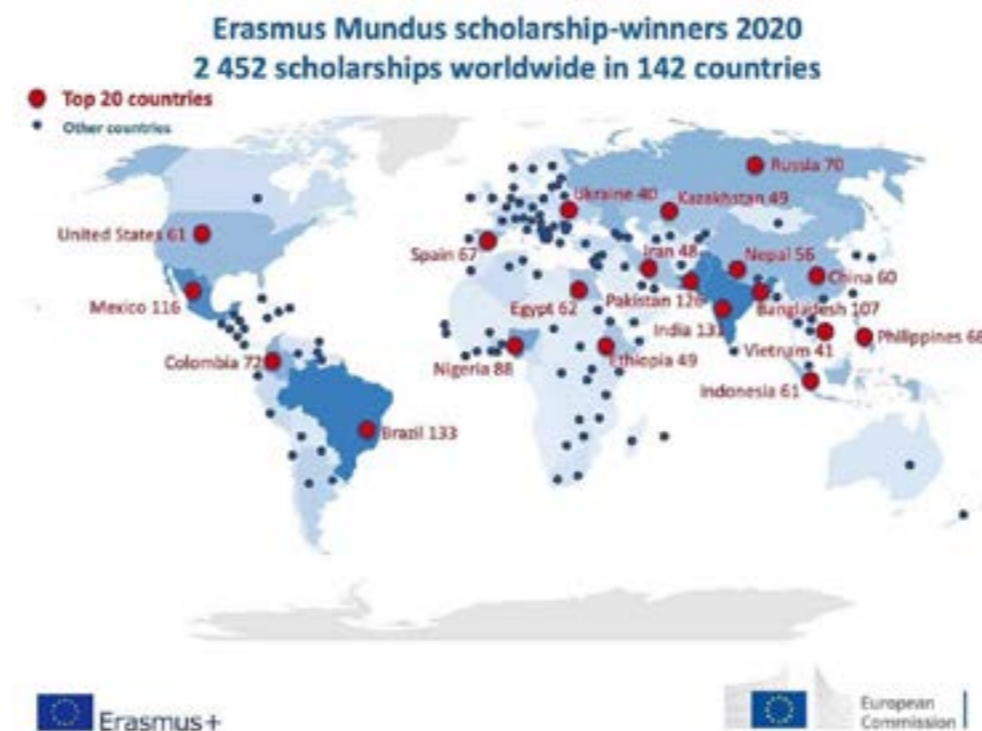 Erasmus Mundus scholarship-winners 2020
2 452 scholarships worldwide in 142 countries
Top 20 countries
Other countries
Russia 70
Ukraine 40
Kazakhstan 49
United States 61
Spain 67
Iran 48
Nepal 56
China 60
Mexico 116
Egypt 62
Pakistan 126
Bangladesh 107
India 131
Philippines
Colombia 72
Nigeria 88
Ethiopia 49
Vietnam 41
Indonesia 61
Brazil 133
Erasmus+
European
Commission